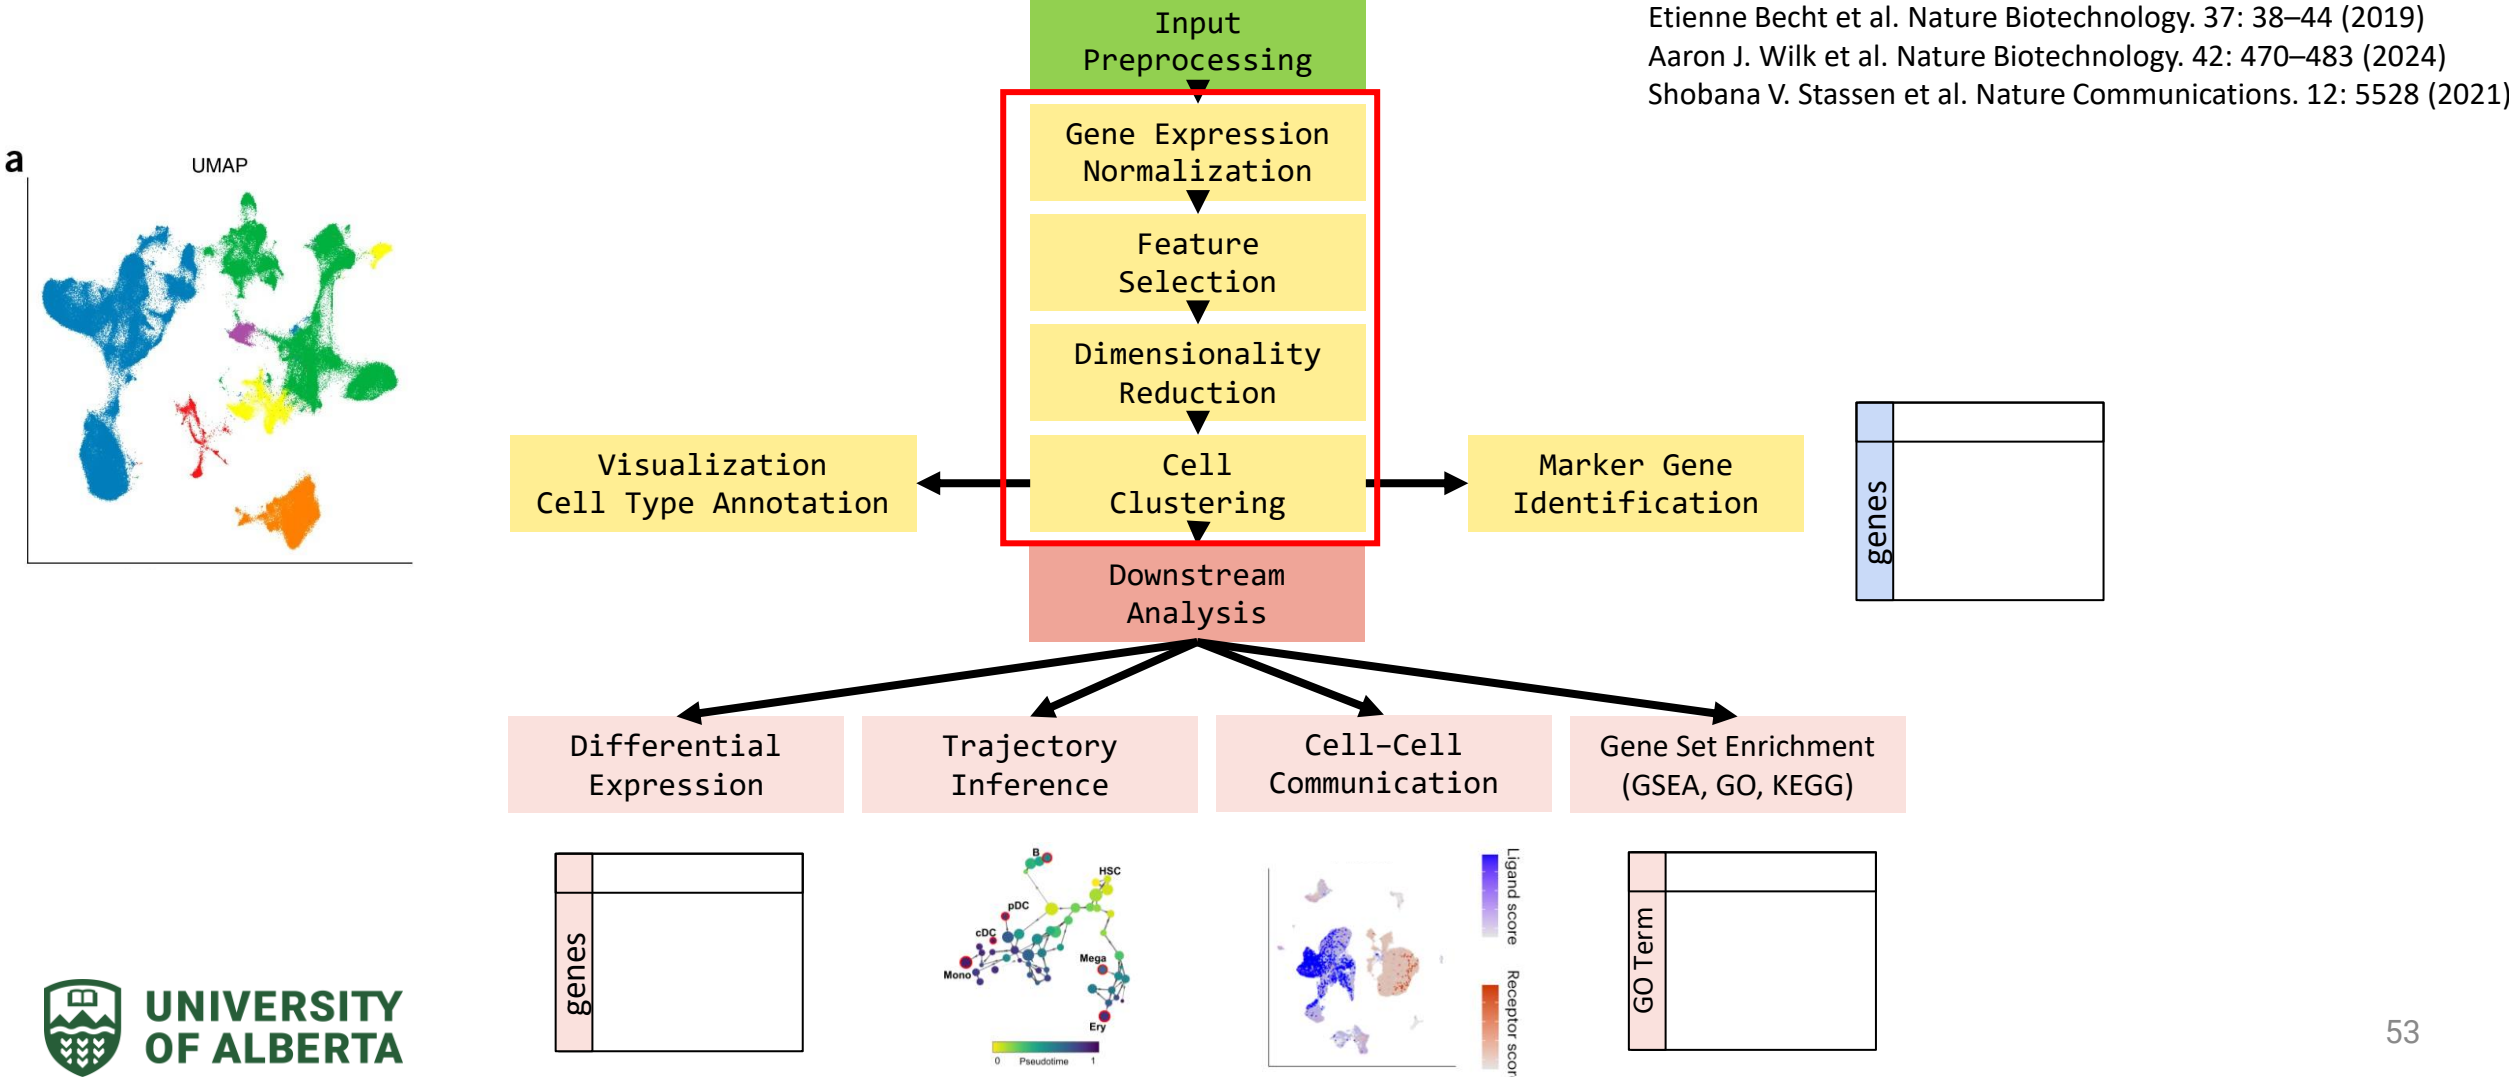 Input
Preprocessing
Etienne Becht et al. Nature Biotechnology. 37: 38–44 (2019)
Aaron J. Wilk et al. Nature Biotechnology. 42: 470–483 (2024)
Shobana V. Stassen et al. Nature Communications. 12: 5528 (2021)
Gene Expression
Normalization
a
UMAP
Feature
Selection
Dimensionality
Reduction
Visualization
Cell Type Annotation
Cell
Clustering
Marker Gene
Identification
genes
Downstream
Analysis
Differential
Expression
Trajectory
Inference
Cell–Cell
Communication
Gene Set Enrichment
(GSEA, GO, KEGG)
genes
B
HSC
pDC
cDC
Mono
Mega
Ery
0 Pseudotime 1
Ligand score
Receptor scor
GO Term
UNIVERSITY
OF ALBERTA
53